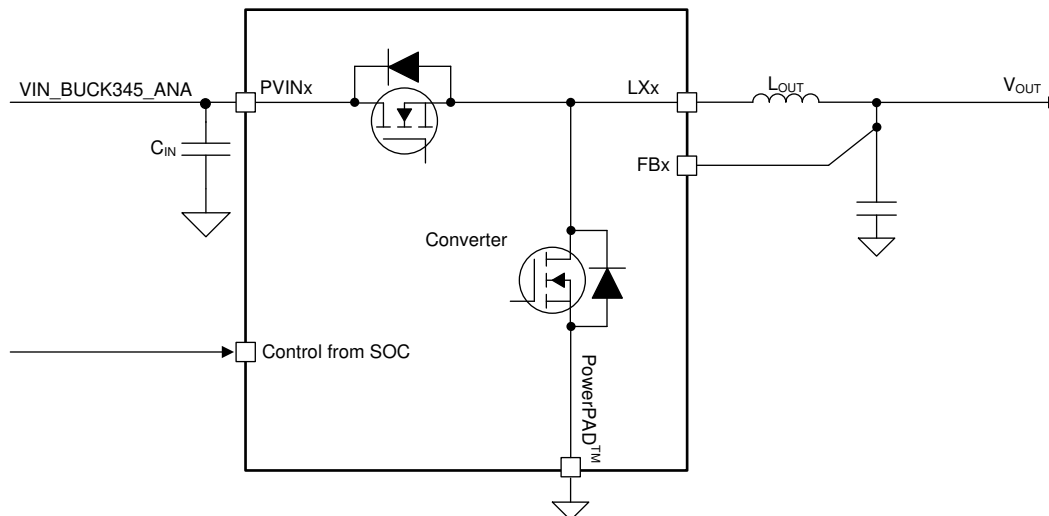 VIN_BUCK345_ANA
PVINx
LXx
LOUT
VOUT
CIN
FBx
Converter
Control from SOC
PowerPAD™